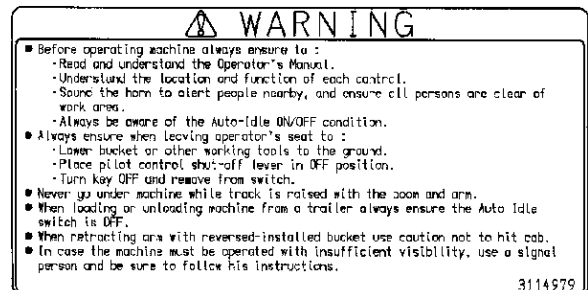 ⚠ WARNING
● Before operating machine always ensure to :
-Read and understand the Operator's Manual.
-Understand the location and function of each control.
-Sound the horn to alert people nearby, and ensure all persons are clear of
work area.
-Always be aware of the Auto-Idle ON/OFF condition.
● Always ensure when leaving operator's seat to :
-Lower bucket or other working tools to the ground.
-Place pilot control shut-off lever in OFF position.
-Turn key OFF and remove from switch.
● Never go under machine while track is raised with the boom and arm.
● When loading or unloading machine from a trailer always ensure the Auto Idle
switch is OFF.
● When retracting arm with reversed-installed bucket use caution not to hit cab.
● In case the machine must be operated with insufficient visibility, use a signal
person and be sure to follow his instructions.
3114979